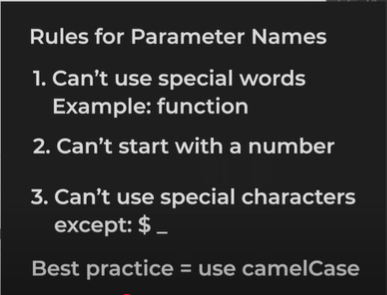 Rules for Parameter Names
1. Can't use special words
Example: function
2. Can't start with a number
3. Can't use special characters
except: $ _
Best practice = use camelCase